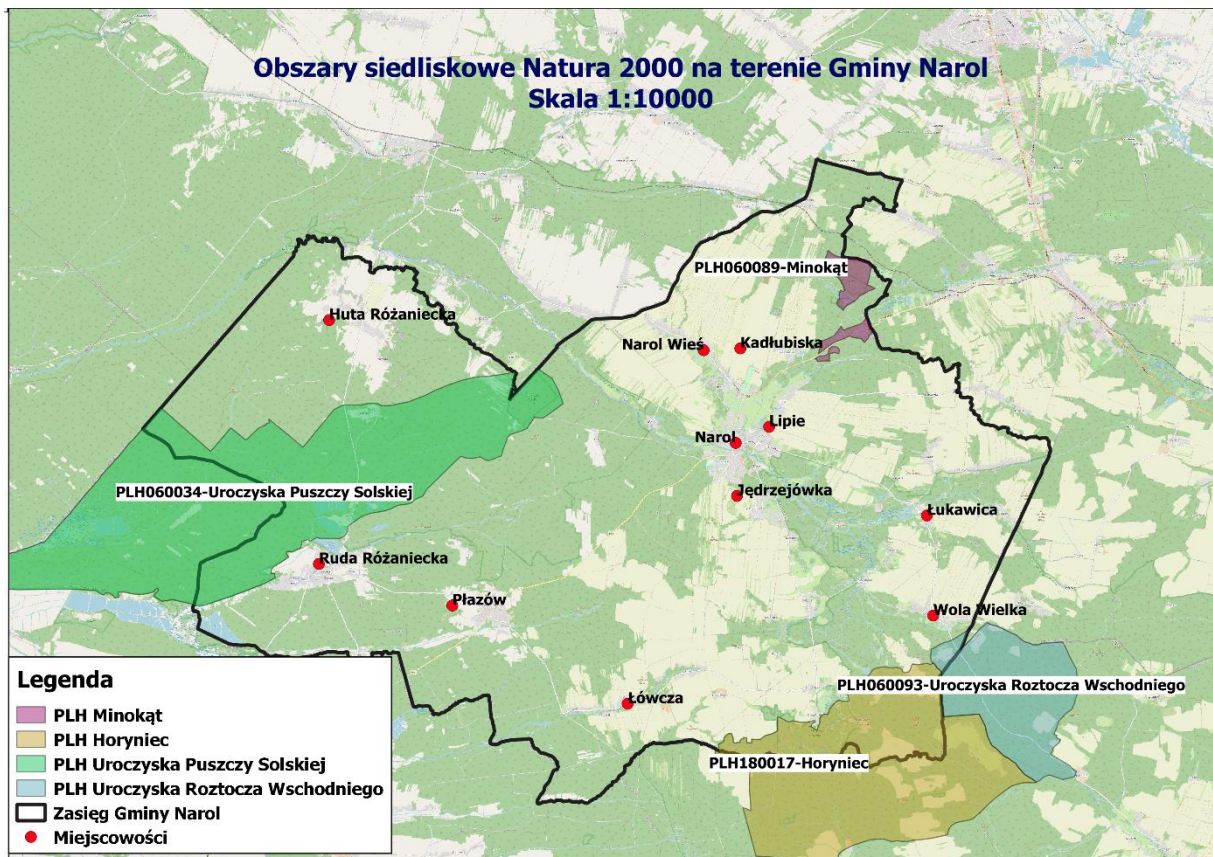 Obszary siedliskowe Natura 2000 na terenie Gminy Narol
Skala 1:10000
PLH060089-Minokąt
Huta Różaniecka
Narol Wieś
Kadłubiska
Lipie
Narol
PLH060034-Uroczyska Puszczy Solskiej
Jędrzejówka
Łukawica
Ruda Różaniecka
Płazów
Wola Wielka
PLH060093-Uroczyska Roztocza Wschodniego
Łówcza
PLH180017-Horyniec
Legenda
PLH Minokąt
PLH Horyniec
PLH Uroczyska Puszczy Solskiej
PLH Uroczyska Roztocza Wschodniego
Zasięg Gminy Narol
Miejscowości